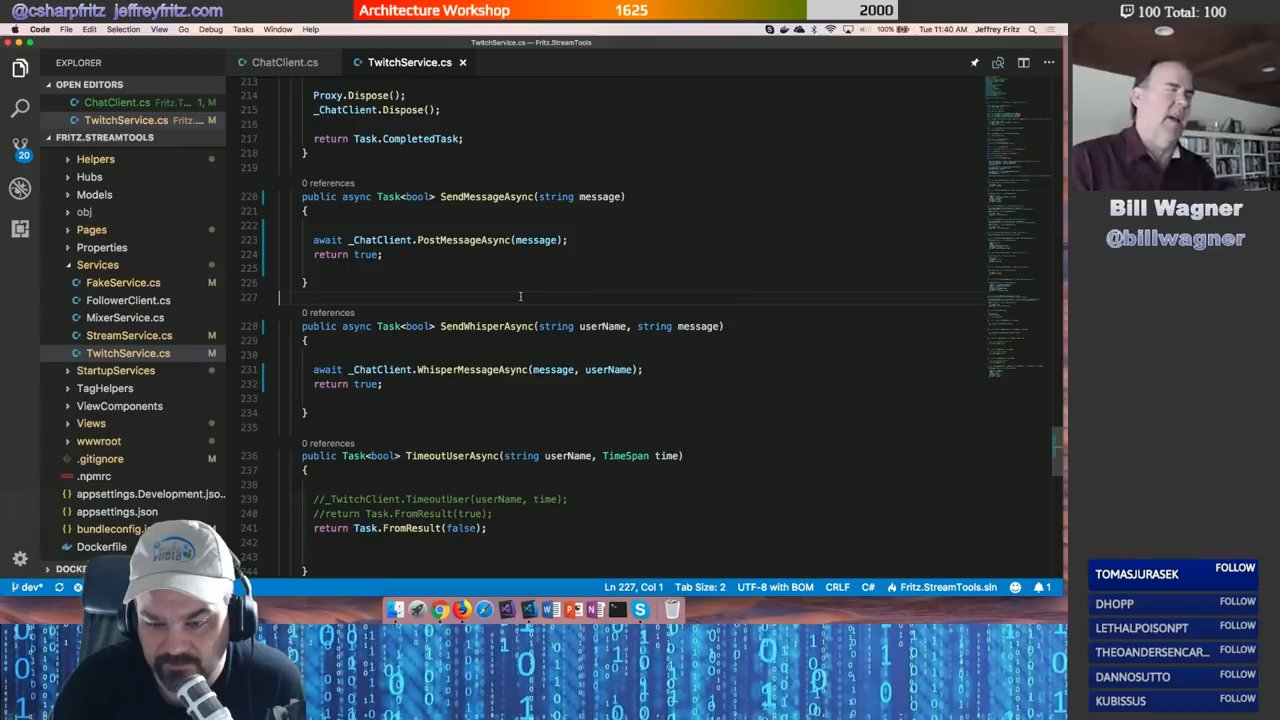 @csharpfritz jeffreyfritz.com
Architecture Workshop
1625
2000
100 Total: 100
Code File Edit Selection View Go Debug Tasks Window Help
100% Tue 11:40 AM Jeffrey Fritz
TwitchService.cs — Fritz.StreamTools
EXPLORER
ChatClient.cs
TwitchService.cs
OPEN EDITORS
ChatClient.cs Fritz.T... 1, M
TwitchService.cs Fritz.... M
FRITZ.STREAMTOOLS
Helpers
Hubs
Models
obj
Pages
Properties
Services
FakeService.cs M
FollowerClient.cs
MixerService.cs
StreamService.cs M
TwitchService.cs M
StartupServices
TagHelpers
ViewComponents
Views
wwwroot
.gitignore M
.npmrc
appsettings.Development.jso...
appsettings.json
bundleconfig.j
Dockerfile
DOCK
20
213
214 Proxy.Dispose();
215 _ChatClient.Dispose();
216
217 return Task.CompletedTask;
218 }
219
0 references
220 public async Task<bool> SendMessageAsync(string message)
221 {
222
223 await _ChatClient.PostMessageAsync(message);
224 return true;
225
226 }
227
0 references
228 public async Task<bool> SendWhisperAsync(string userName, string message)
229 {
230
231 await _ChatClient.WhisperMessageAsync(message, userName);
232 return true;
233
234 }
235
0 references
236 public Task<bool> TimeoutUserAsync(string userName, TimeSpan time)
237 {
238
239 //_TwitchClient.TimeoutUser(userName, time);
240 //return Task.FromResult(true);
241 return Task.FromResult(false);
242
243
244 }
dev*
Ln 227, Col 1 Tab Size: 2 UTF-8 with BOM CRLF C# Fritz.StreamTools.sln 1
Bill Wagner
@billwagner
TOMASJURASEK FOLLOW
DHOPP FOLLOW
LETHALPOISONPT FOLLOW
THEOANDERSENCAR... FOLLOW
DANNOSUTTO FOLLOW
KUBISSUS FOLLOW